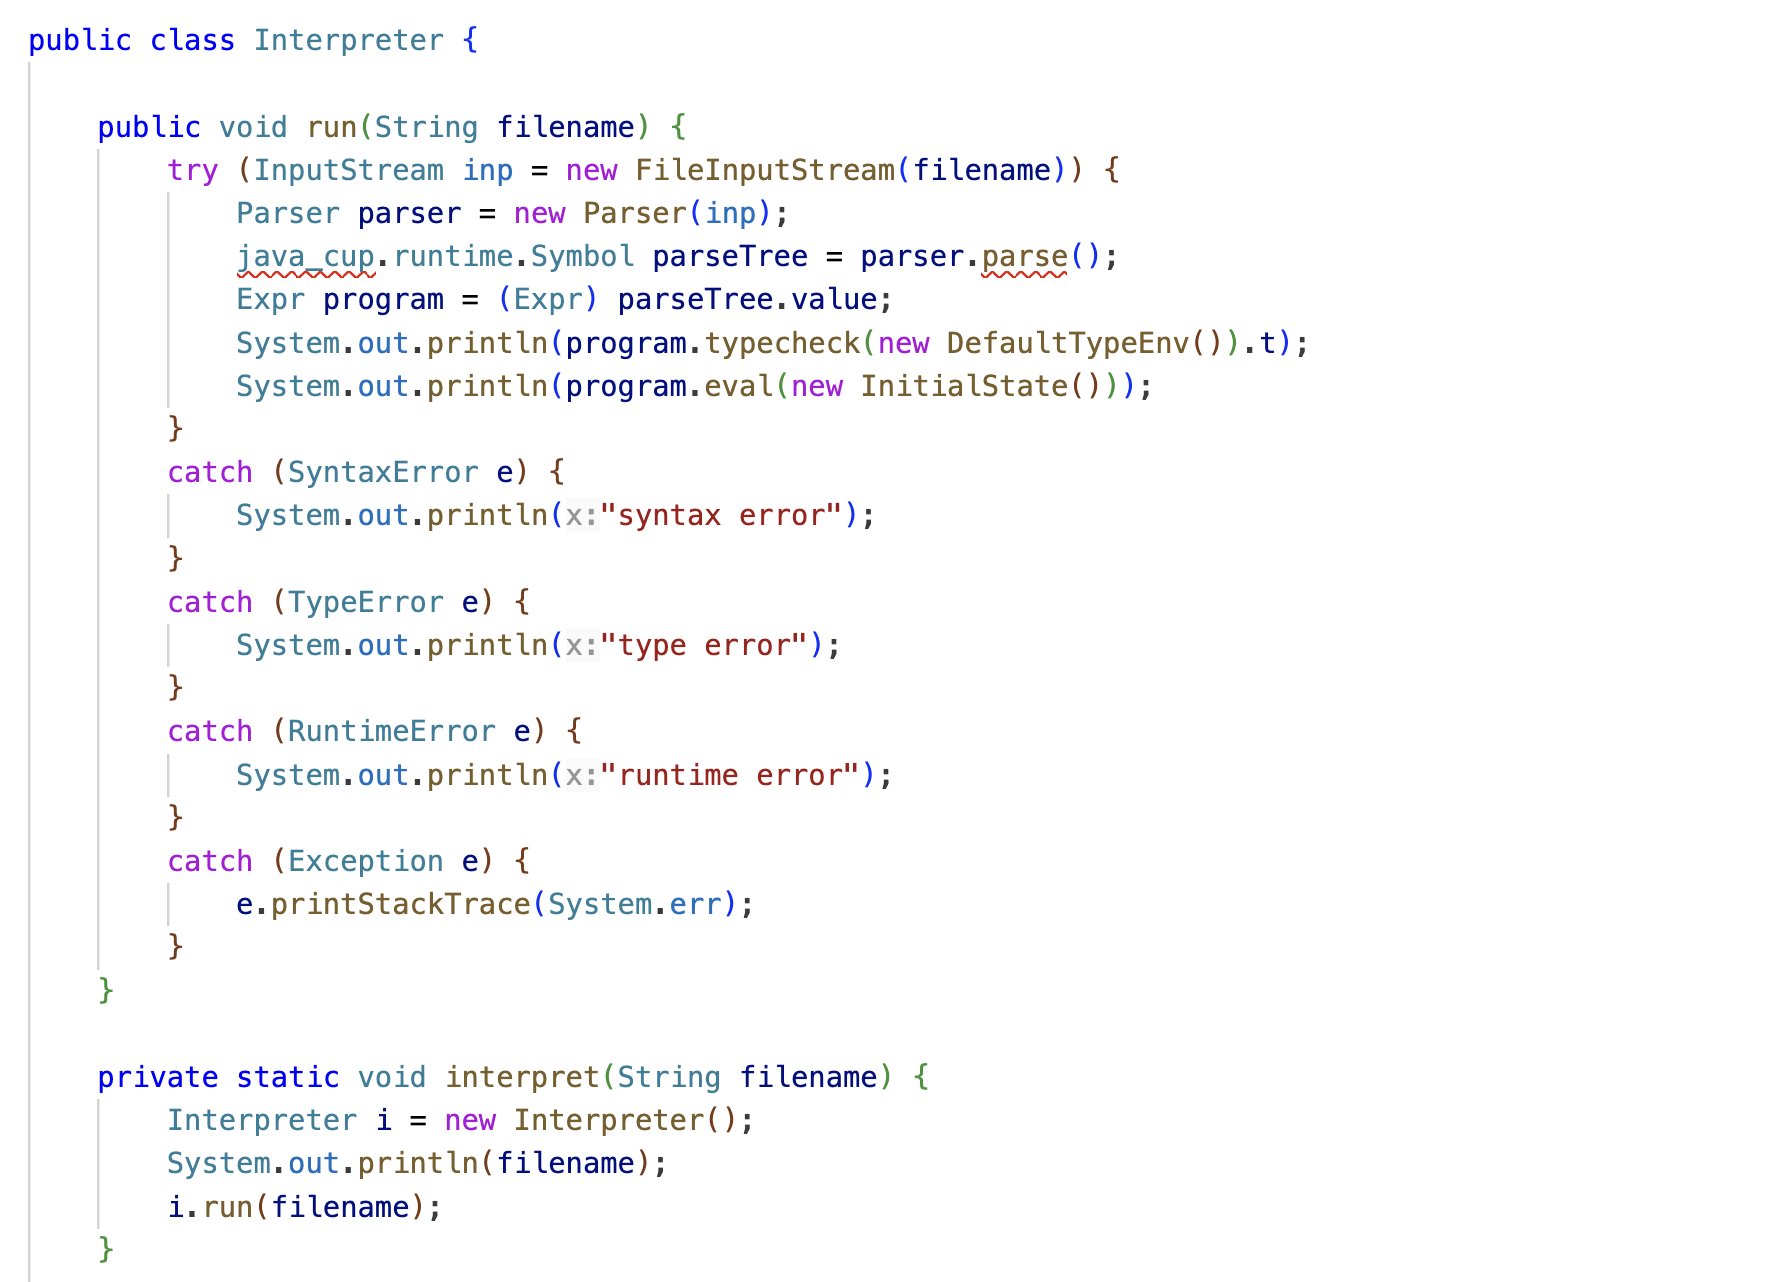 public class Interpreter {
public void run(String filename) {
try (InputStream inp = new FileInputStream(filename)) {
Parser parser = new Parser(inp);
java_cup.runtime.Symbol parseTree = parser.parse();
Expr program = (Expr) parseTree.value;
System.out.println(program.typecheck(new DefaultTypeEnv()).t);
System.out.println(program.eval(new InitialState()));
}
catch (SyntaxError e) {
System.out.println(x:"syntax error");
}
catch (TypeError e) {
System.out.println(x:"type error");
}
catch (RuntimeError e) {
System.out.println(x:"runtime error");
}
catch (Exception e) {
e.printStackTrace(System.err);
}
}
private static void interpret(String filename) {
Interpreter i = new Interpreter();
System.out.println(filename);
i.run(filename);
}